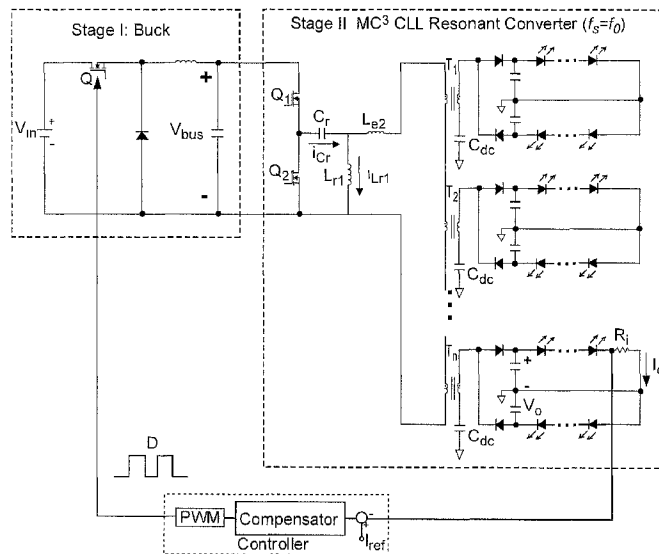 Stage I: Buck
Stage II MC³ CLL Resonant Converter (fs=f0)
Q
Vin
+
-
+
Vbus
-
Q1
Q2
Cr
iCr
Le2
Lr1
iLr1
T1
Cdc
T2
Tn
Cdc
+
-
Vo
Ri
Io
D
PWM
Compensator
-
+
Iref
Controller